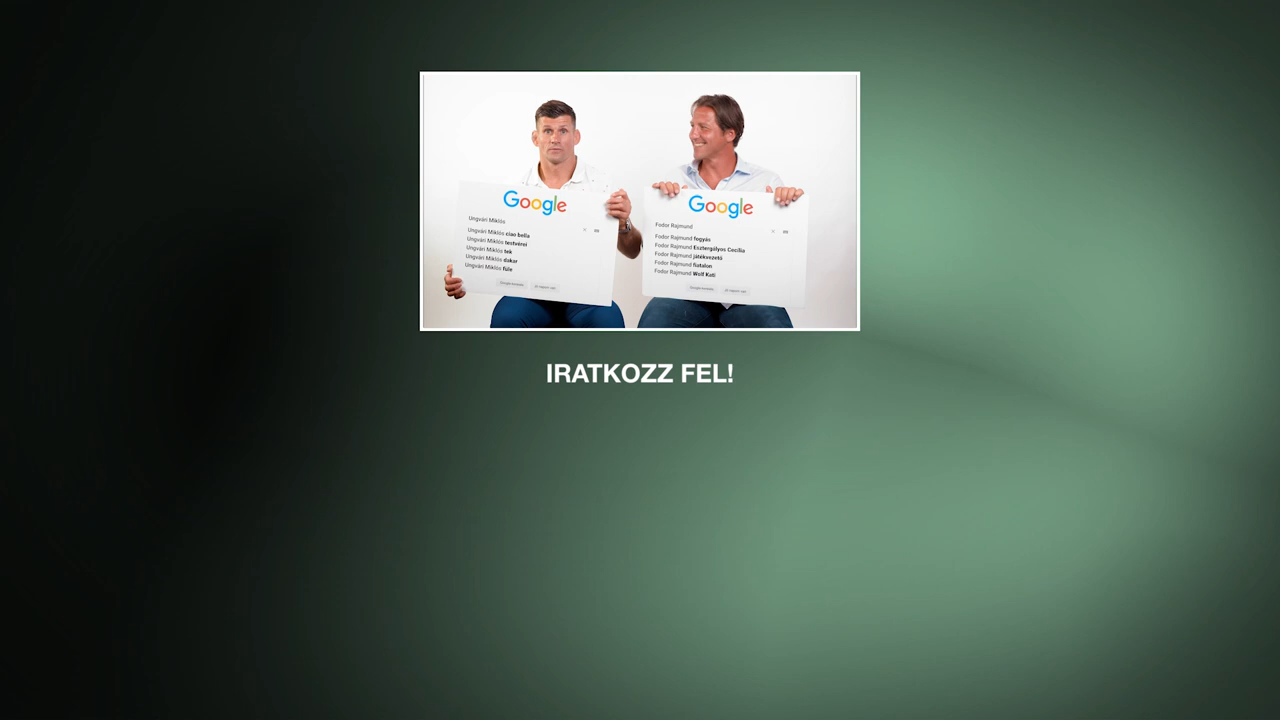 Google
Ungvári Miklós
Ungvári Miklós ciao bella
Ungvári Miklós testvérei
Ungvári Miklós tek
Ungvári Miklós dakar
Ungvári Miklós füle
Google
Fodor Rajmund
Fodor Rajmund fogyás
Fodor Rajmund Esztergályos Cecília
Fodor Rajmund játékvezető
Fodor Rajmund fiatalon
Fodor Rajmund Wolf Kati
IRATKOZZ FEL!